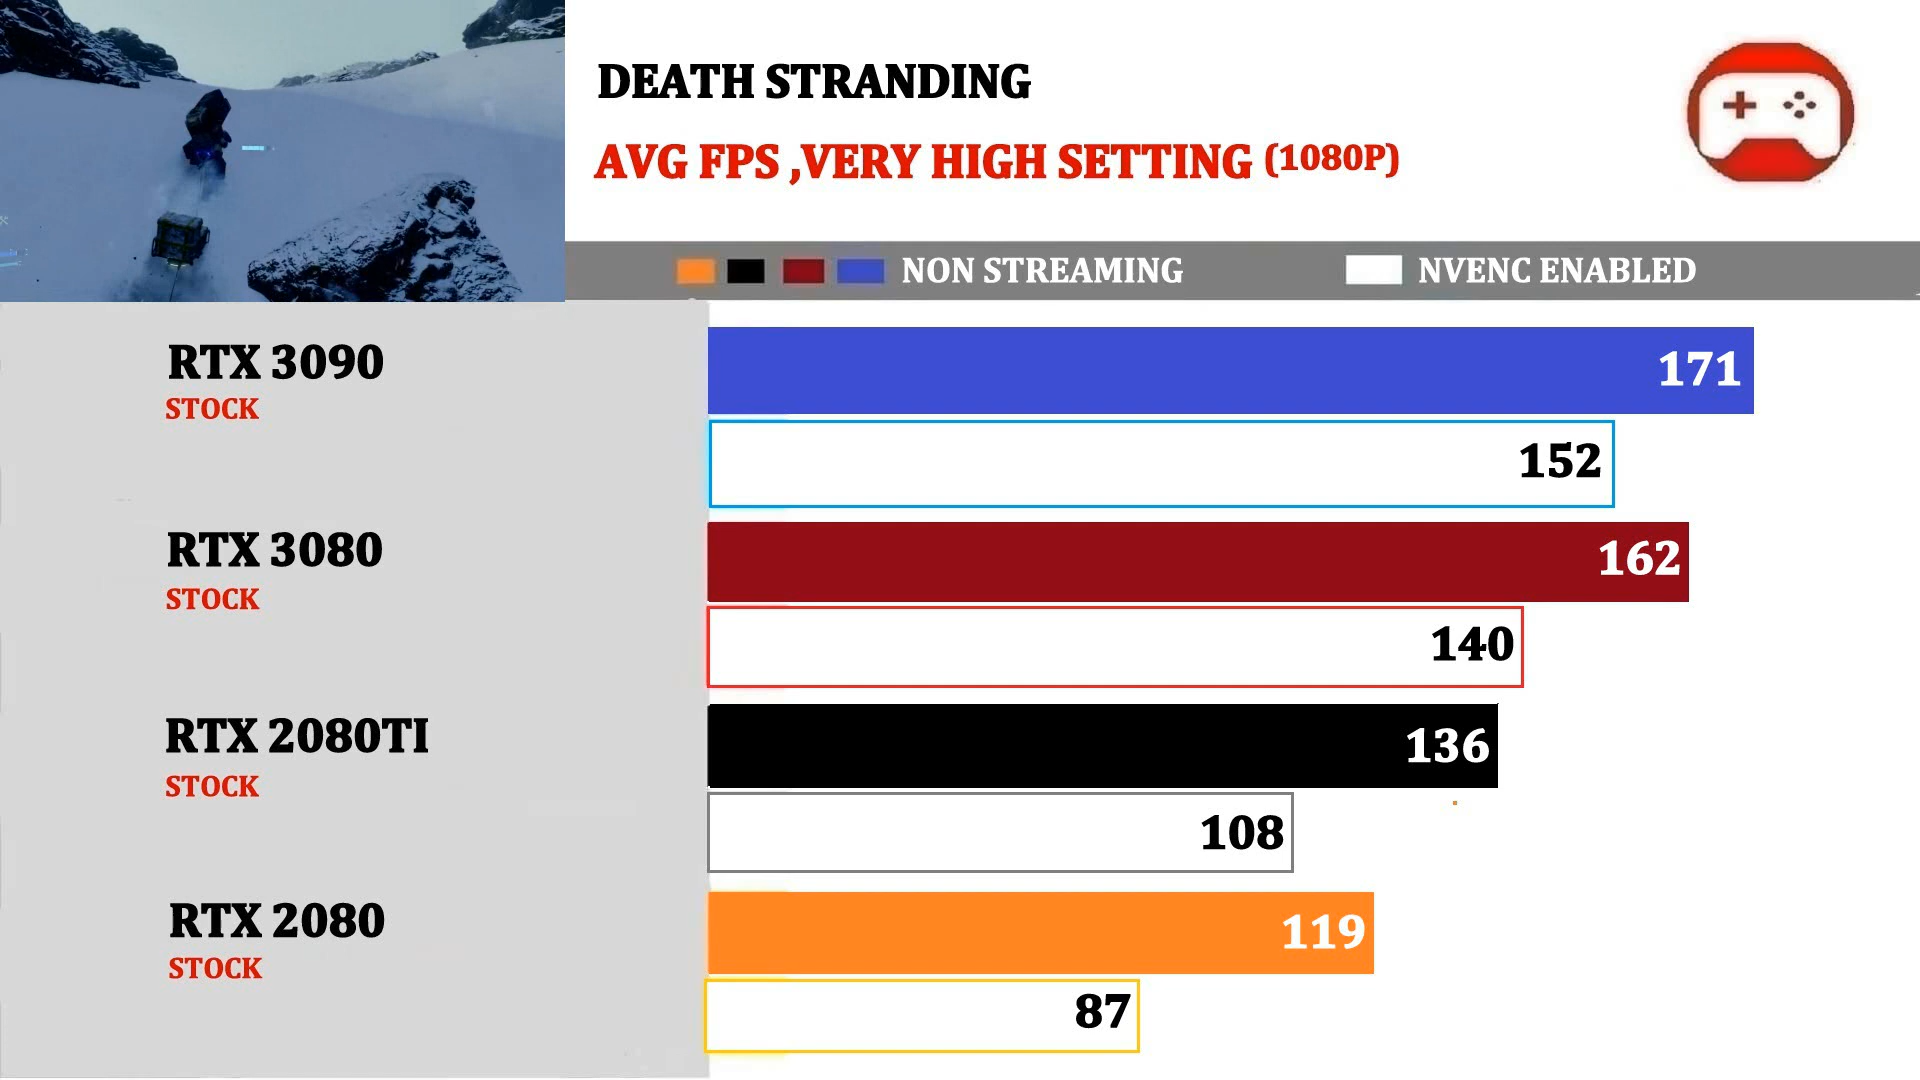 DEATH STRANDING
AVG FPS ,VERY HIGH SETTING (1080P)
NON STREAMING
NVENC ENABLED
RTX 3090
STOCK
171
152
RTX 3080
STOCK
162
140
RTX 2080TI
STOCK
136
108
RTX 2080
STOCK
119
87